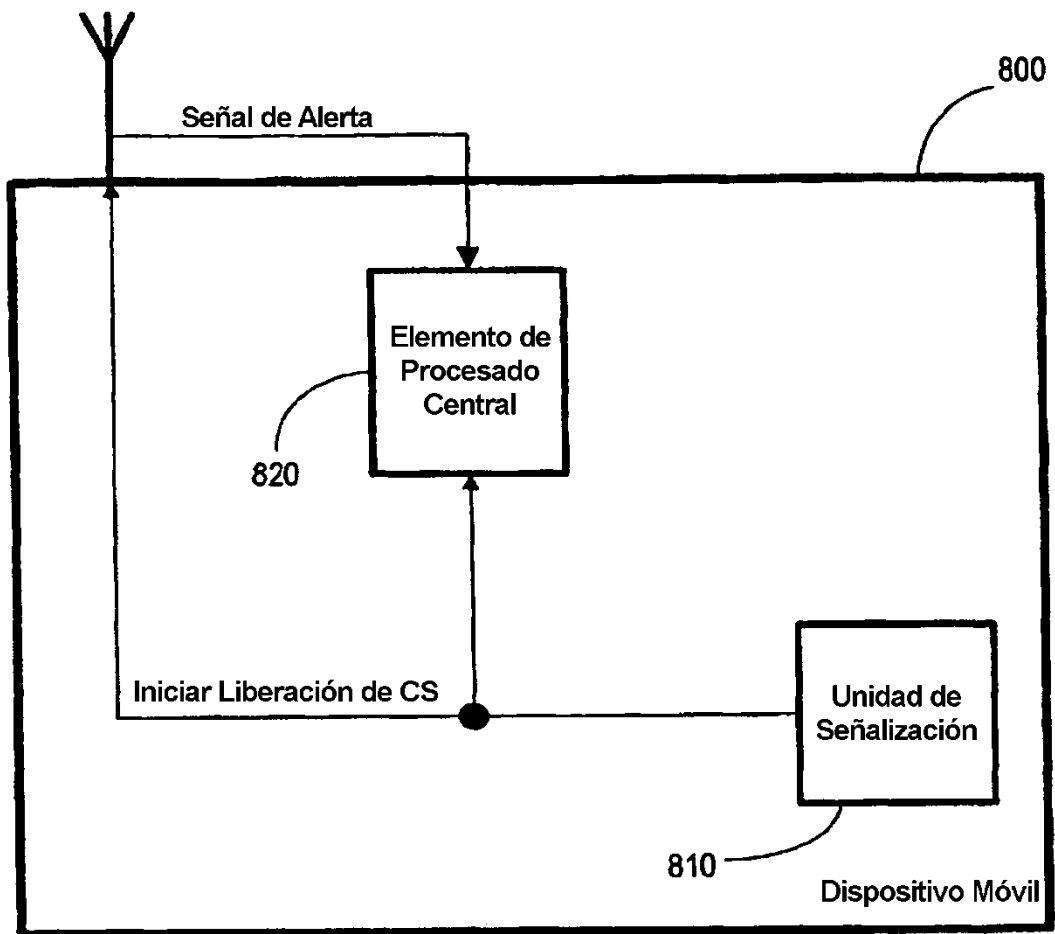 800
Señal de Alerta
Elemento de
Procesado
Central
820
Iniciar Liberación de CS
Unidad de
Señalización
810
Dispositivo Móvil